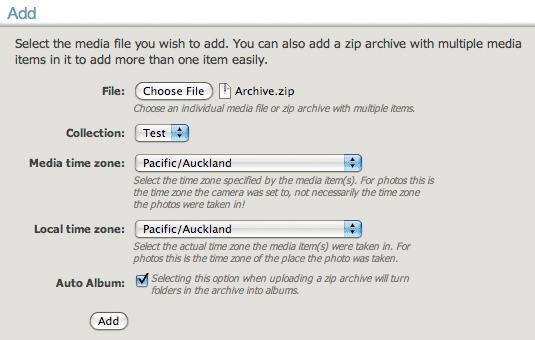 Add
Select the media file you wish to add. You can also add a zip archive with multiple media
items in it to add more than one item easily.
File: Choose File Archive.zip
Choose an individual media file or zip archive with multiple items.
Collection: Test
Media time zone: Pacific/Auckland
Select the time zone specified by the media item(s). For photos this is
the time zone the camera was set to, not necessarily the time zone
the photos were taken in!
Local time zone: Pacific/Auckland
Select the actual time zone the media item(s) were taken in. For
photos this is the time zone of the place the photo was taken.
Auto Album: Selecting this option when uploading a zip archive will turn
folders in the archive into albums.
Add